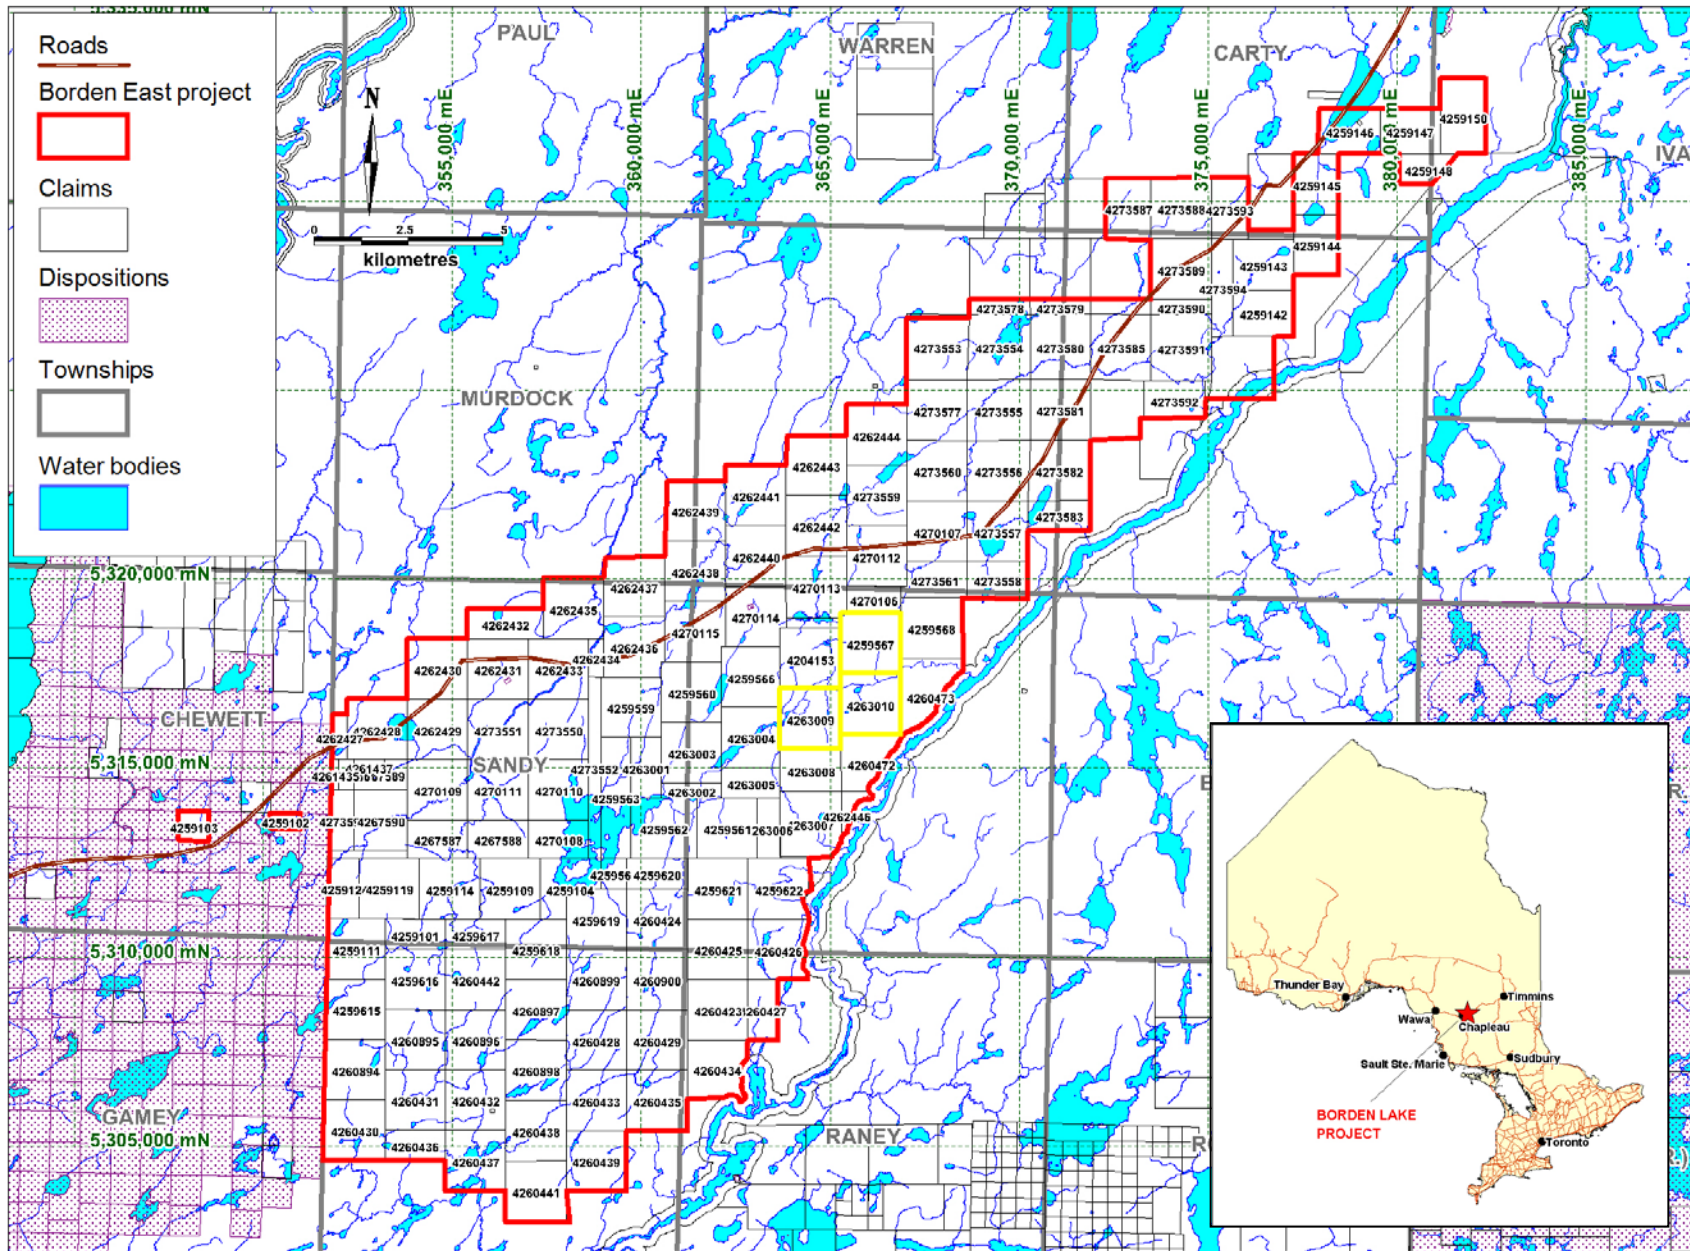 5,335,000 mN
Roads
Borden East project
Claims
Dispositions
Townships
Water bodies
N
0 2.5 5
kilometres
PAUL
WARREN
CARTY
IVA
MURDOCK
CHEWETT
SANDY
GAMEY
RANEY
355,000 mE
360,000 mE
365,000 mE
370,000 mE
375,000 mE
380,000 mE
385,000 mE
5,320,000 mN
5,315,000 mN
5,310,000 mN
5,305,000 mN
4259146 4259147 4259150
4259148
4259145
4273587 4273588 4273593
4259144
4273589 4259143
4273594
4273578 4273579 4273590 4259142
4273553 4273554 4273580 4273585 4273591
4273577 4273555 4273581 4273592
4262444
4262443 4273560 4273556 4273582
4262441 4273559
4262439 4262442 4273583
4270107 4273557
4262440 4270112
4262438 4273561 4273558
4262437 4270113
4262435 4270106
4262432 4270115 4270114 4259568
4262436 4259567
4262434 4204153
4262430 4262431 4262433
4259566
4259560 4260473
4259559 4263010
4263009
4262428 4262429 4273551 4273550
4262427 4263004
4263003
4260472
4261437 4273552 4263001 4263008
4261435
4263005
4270109 4270111 4270110 4263002
4259563
4262446
4259103 4259102 4267590 4259562 4259561
4267587 4267588 4270108
4259119 4259114 4259109 4259104 4259620
4259621 4259622
4259619 4260424
4259101 4259617
4259111 4259618 4260425 4260426
4259616 4260442 4260899 4260900
4259615 4260897 4260423 4260427
4260895 4260896 4260428 4260429
4260894 4260898 4260434
4260431 4260432 4260433 4260435
4260430 4260438
4260436
4260437 4260439
4260441
Thunder Bay
Timmins
Wawa
Chapleau
Sault Ste. Marie
Sudbury
BORDEN LAKE
PROJECT
Toronto